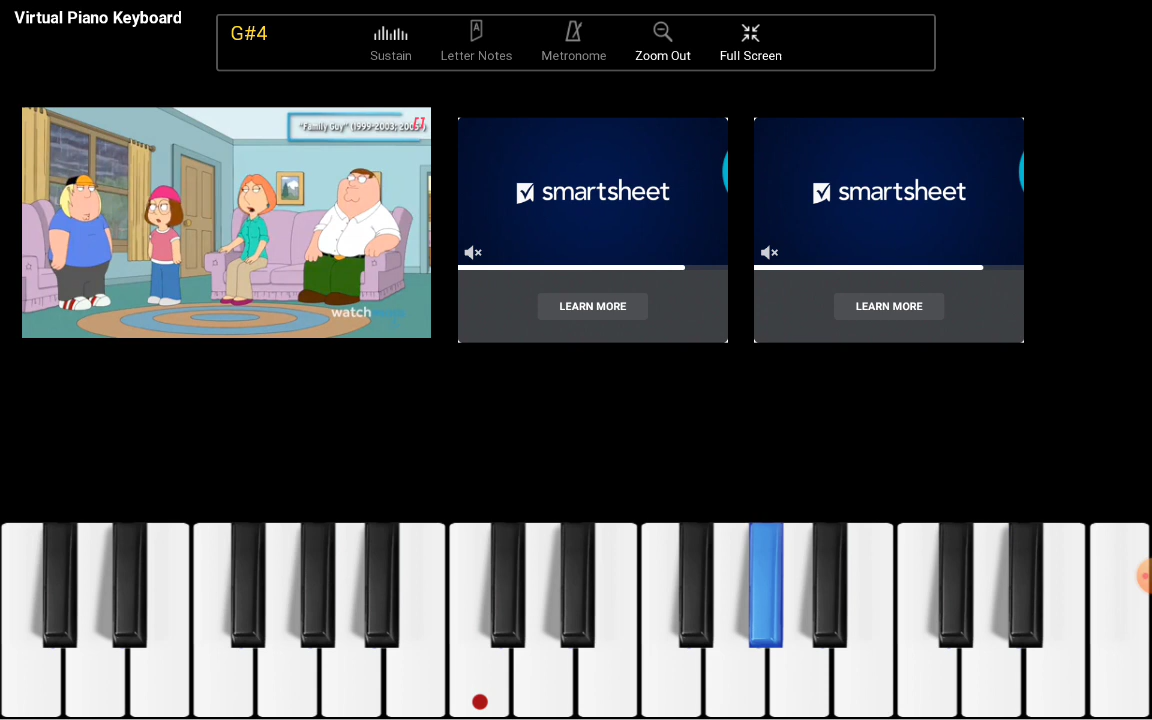 Virtual Piano Keyboard
G#4
Sustain
Letter Notes
Metronome
Zoom Out
Full Screen
A
"Family Guy" (1999-2003; 2005-)
watch
smartsheet
LEARN MORE
smartsheet
LEARN MORE